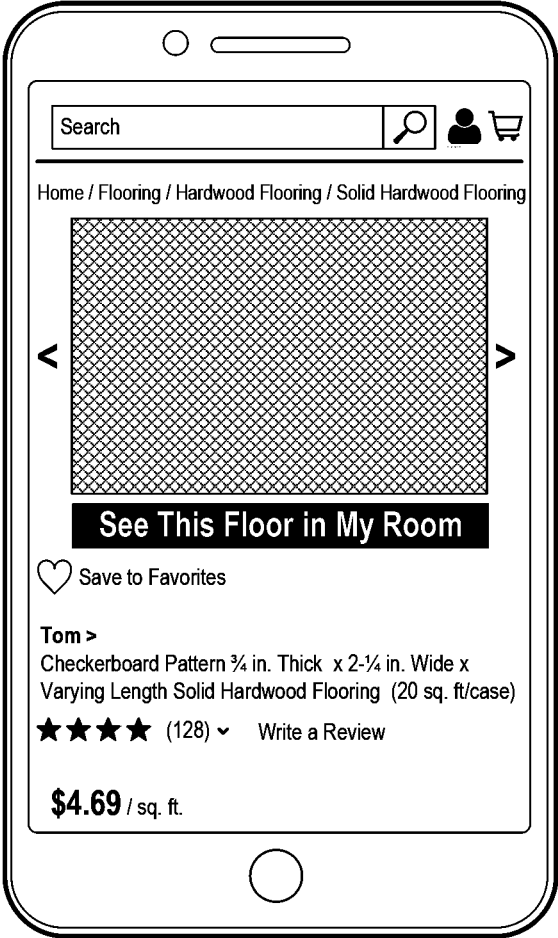 Search
Home / Flooring / Hardwood Flooring / Solid Hardwood Flooring
< >
See This Floor in My Room
Save to Favorites
Tom >
Checkerboard Pattern ¾ in. Thick x 2-¼ in. Wide x
Varying Length Solid Hardwood Flooring (20 sq. ft/case)
(128) Write a Review
$4.69 / sq. ft.